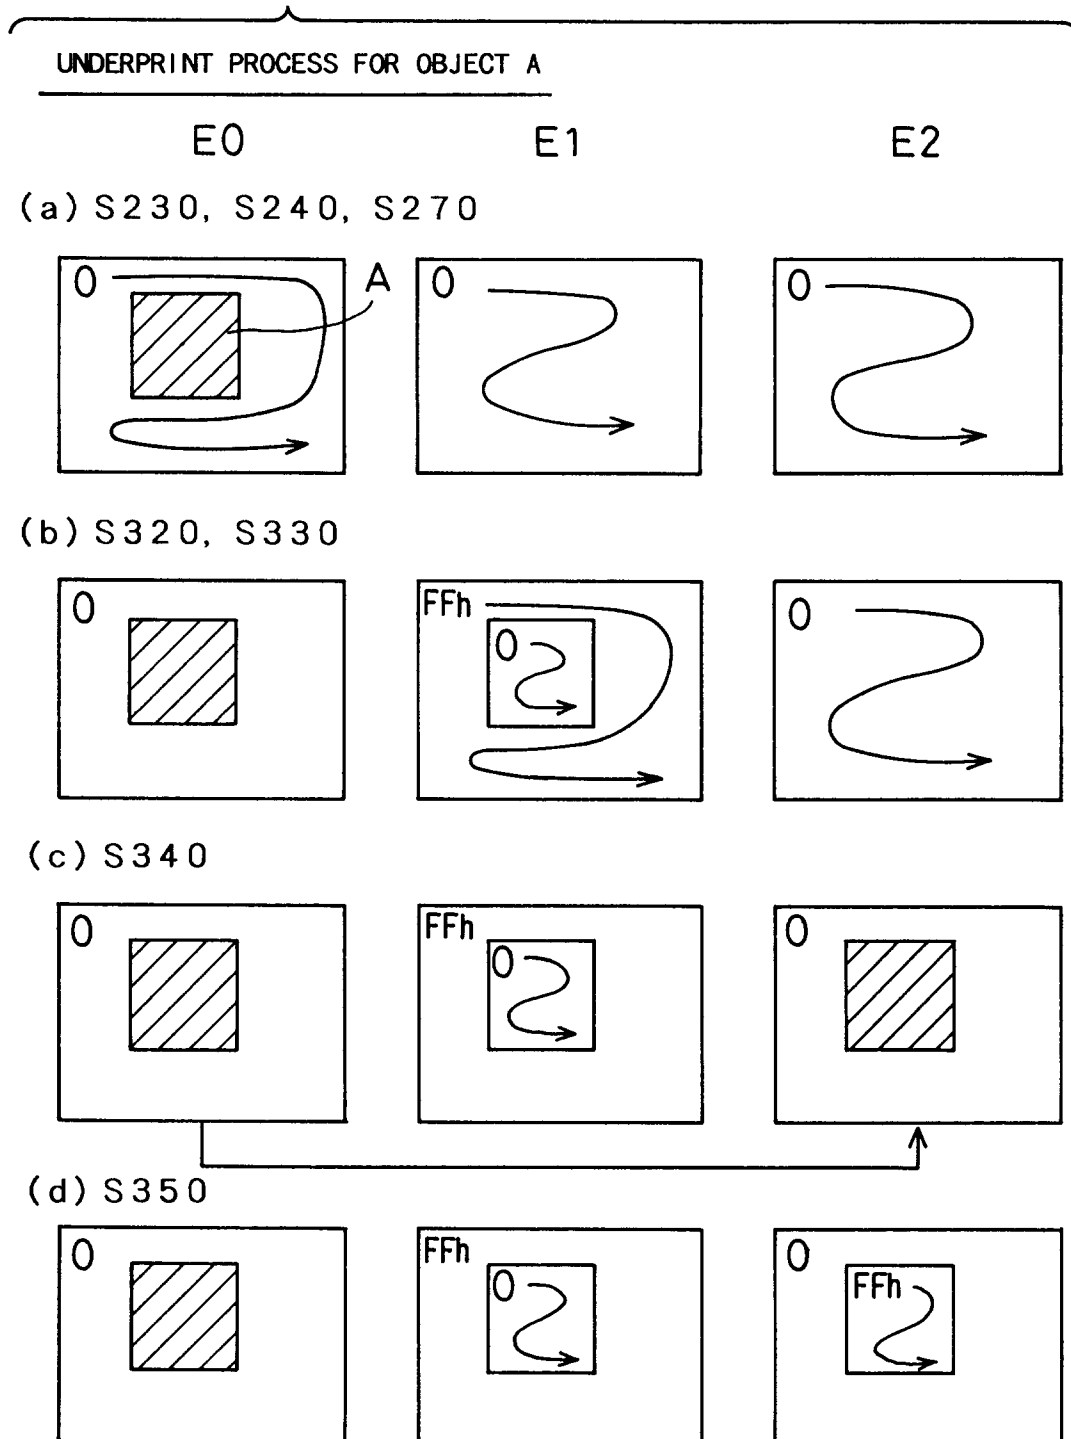 UNDERPRINT PROCESS FOR OBJECT A
E0 E1 E2
(a) S230, S240, S270
0 A 0 0
(b) S320, S330
0 FFh 0
0
(c) S340
0 FFh 0
0
(d) S350
0 FFh 0
0 FFh